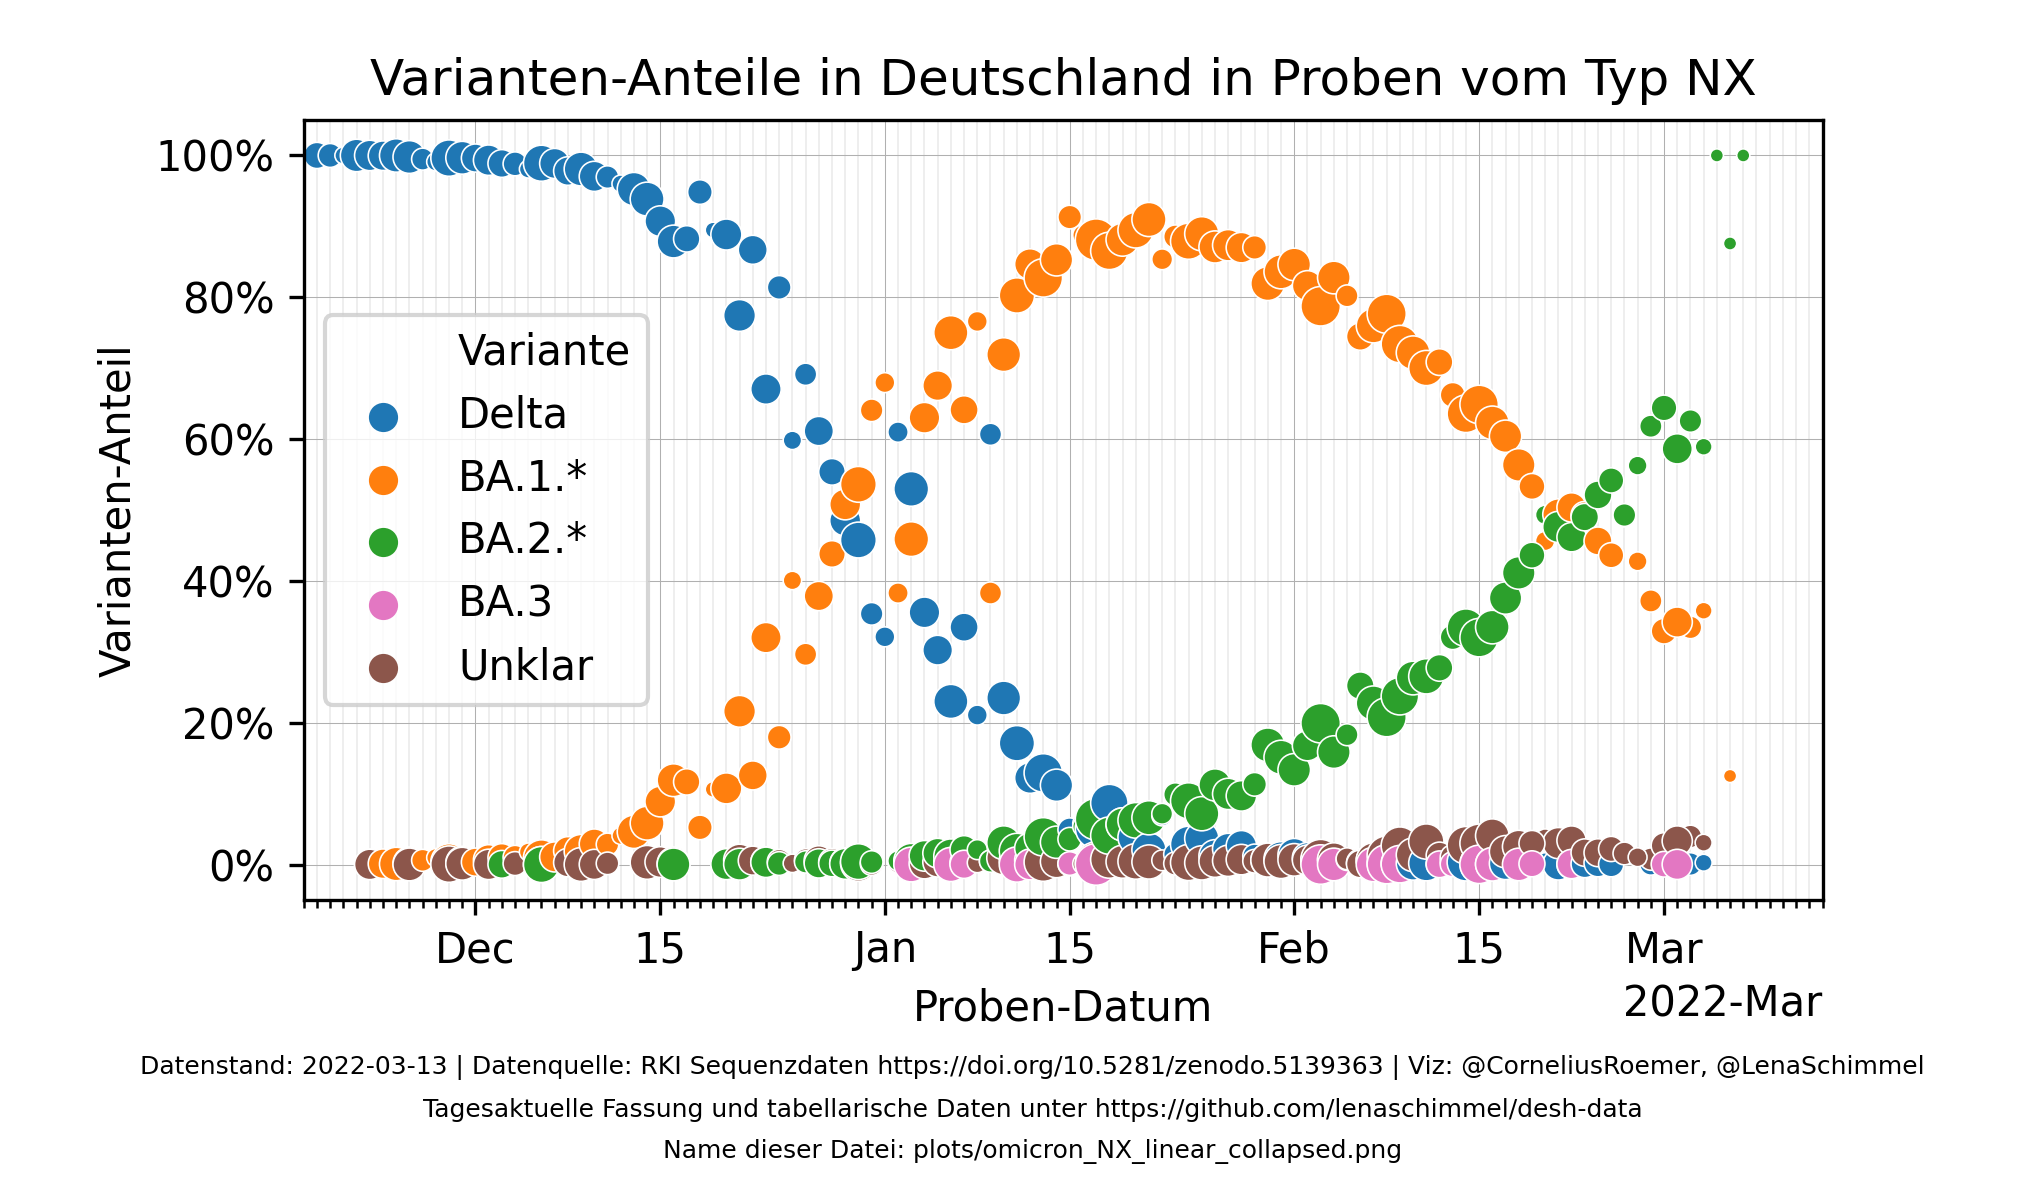 Varianten-Anteile in Deutschland in Proben vom Typ NX
100%
80%
60%
40%
20%
0%
Varianten-Anteil
Variante
Delta
BA.1.*
BA.2.*
BA.3
Unklar
Dec
15
Jan
15
Feb
15
Mar
2022-Mar
Proben-Datum
Datenstand: 2022-03-13 | Datenquelle: RKI Sequenzdaten https://doi.org/10.5281/zenodo.5139363 | Viz: @CorneliusRoemer, @LenaSchimmel
Tagesaktuelle Fassung und tabellarische Daten unter https://github.com/lenaschimmel/desh-data
Name dieser Datei: plots/omicron_NX_linear_collapsed.png